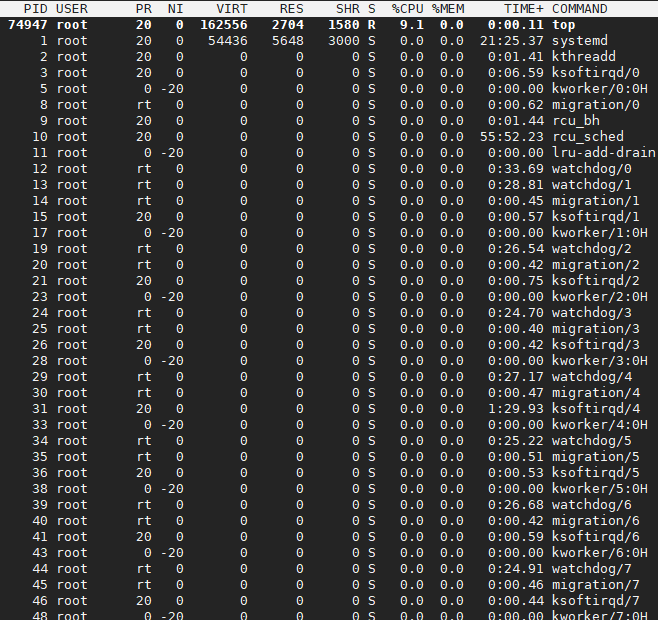 PID USER PR NI VIRT RES SHR S %CPU %MEM TIME+ COMMAND
74947 root 20 0 162556 2704 1580 R 9.1 0.0 0:00.11 top
1 root 20 0 54436 5648 3000 S 0.0 0.0 21:25.37 systemd
2 root 20 0 0 0 0 S 0.0 0.0 0:01.41 kthreadd
3 root 20 0 0 0 0 S 0.0 0.0 0:06.59 ksoftirqd/0
5 root 0 -20 0 0 0 S 0.0 0.0 0:00.00 kworker/0:0H
8 root rt 0 0 0 0 S 0.0 0.0 0:00.62 migration/0
9 root 20 0 0 0 0 S 0.0 0.0 0:01.44 rcu_bh
10 root 20 0 0 0 0 S 0.0 0.0 55:52.23 rcu_sched
11 root 0 -20 0 0 0 S 0.0 0.0 0:00.00 lru-add-drain
12 root rt 0 0 0 0 S 0.0 0.0 0:33.69 watchdog/0
13 root rt 0 0 0 0 S 0.0 0.0 0:28.81 watchdog/1
14 root rt 0 0 0 0 S 0.0 0.0 0:00.45 migration/1
15 root 20 0 0 0 0 S 0.0 0.0 0:00.57 ksoftirqd/1
17 root 0 -20 0 0 0 S 0.0 0.0 0:00.00 kworker/1:0H
19 root rt 0 0 0 0 S 0.0 0.0 0:26.54 watchdog/2
20 root rt 0 0 0 0 S 0.0 0.0 0:00.42 migration/2
21 root 20 0 0 0 0 S 0.0 0.0 0:00.75 ksoftirqd/2
23 root 0 -20 0 0 0 S 0.0 0.0 0:00.00 kworker/2:0H
24 root rt 0 0 0 0 S 0.0 0.0 0:24.70 watchdog/3
25 root rt 0 0 0 0 S 0.0 0.0 0:00.40 migration/3
26 root 20 0 0 0 0 S 0.0 0.0 0:00.42 ksoftirqd/3
28 root 0 -20 0 0 0 S 0.0 0.0 0:00.00 kworker/3:0H
29 root rt 0 0 0 0 S 0.0 0.0 0:27.17 watchdog/4
30 root rt 0 0 0 0 S 0.0 0.0 0:00.47 migration/4
31 root 20 0 0 0 0 S 0.0 0.0 1:29.93 ksoftirqd/4
33 root 0 -20 0 0 0 S 0.0 0.0 0:00.00 kworker/4:0H
34 root rt 0 0 0 0 S 0.0 0.0 0:25.22 watchdog/5
35 root rt 0 0 0 0 S 0.0 0.0 0:00.51 migration/5
36 root 20 0 0 0 0 S 0.0 0.0 0:00.53 ksoftirqd/5
38 root 0 -20 0 0 0 S 0.0 0.0 0:00.00 kworker/5:0H
39 root rt 0 0 0 0 S 0.0 0.0 0:26.68 watchdog/6
40 root rt 0 0 0 0 S 0.0 0.0 0:00.42 migration/6
41 root 20 0 0 0 0 S 0.0 0.0 0:00.59 ksoftirqd/6
43 root 0 -20 0 0 0 S 0.0 0.0 0:00.00 kworker/6:0H
44 root rt 0 0 0 0 S 0.0 0.0 0:24.91 watchdog/7
45 root rt 0 0 0 0 S 0.0 0.0 0:00.46 migration/7
46 root 20 0 0 0 0 S 0.0 0.0 0:00.44 ksoftirqd/7
48 root 0 -20 0 0 0 S 0.0 0.0 0:00.00 kworker/7:0H